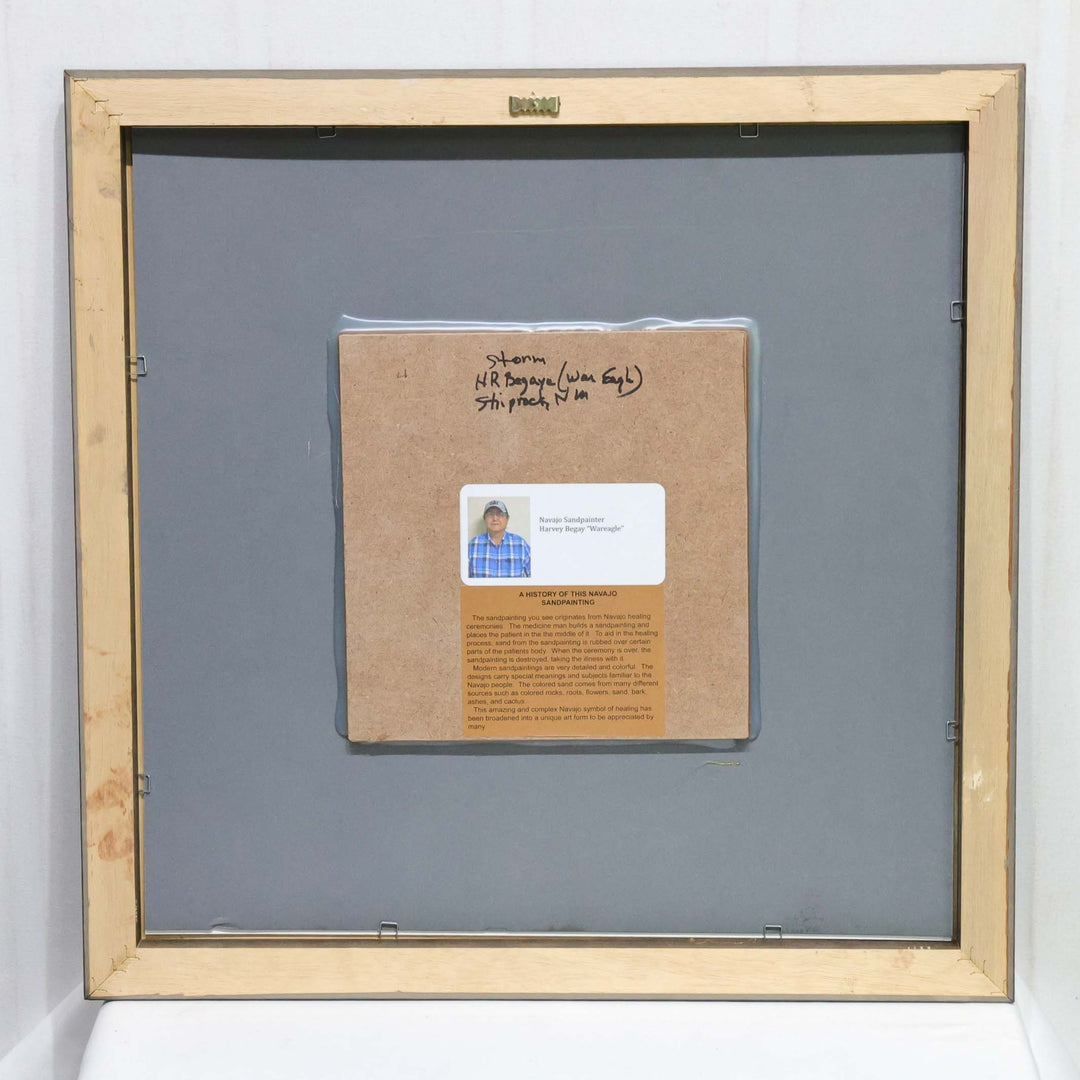 Storm
HR Begaye (War Eagle)
Shiprock, NM
Navajo Sandpainter
Harvey Begay "Wareagle"
A HISTORY OF THIS NAVAJO
SANDPAINTING
The sandpainting you see originates from Navajo healing
ceremonies. The medicine man builds a sandpainting and
places the patient in the the middle of it. To aid in the healing
process, sand from the sandpainting is rubbed over certain
parts of the patients body. When the ceremony is over, the
sandpainting is destroyed, taking the illness with it.
Modern sandpaintings are very detailed and colorful. The
designs carry special meanings and subjects familiar to the
Navajo people. The colored sand comes from many different
sources such as colored rocks, roots, flowers, sand, bark,
ashes, and cactus.
This amazing and complex Navajo symbol of healing has
been broadened into a unique art form to be appreciated by
many